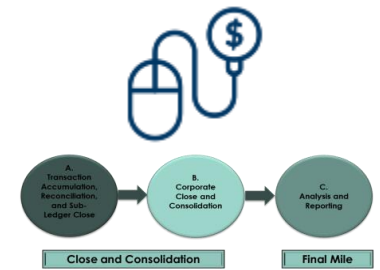 $
A.
Transaction
Accumulation,
Reconciliation,
and Sub-
Ledger Close
B.
Corporate
Close and
Consolidation
C.
Analysis and
Reporting
Close and Consolidation
Final Mile